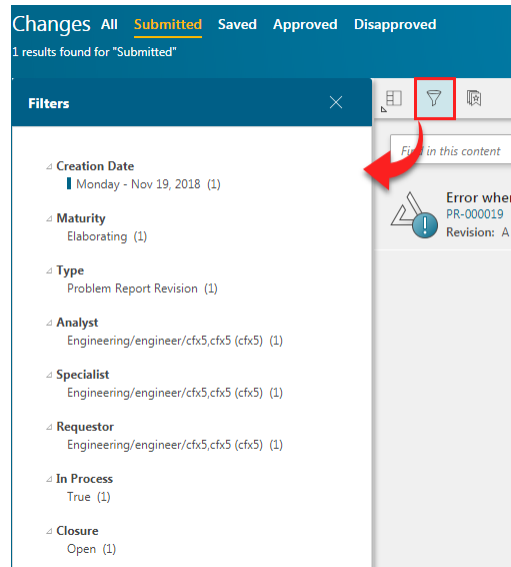 Changes All Submitted Saved Approved Disapproved
1 results found for "Submitted"
Filters
Creation Date
Monday - Nov 19, 2018 (1)
Maturity
Elaborating (1)
Type
Problem Report Revision (1)
Analyst
Engineering/engineer/cfx5,cfx5 (cfx5) (1)
Specialist
Engineering/engineer/cfx5,cfx5 (cfx5) (1)
Requestor
Engineering/engineer/cfx5,cfx5 (cfx5) (1)
In Process
True (1)
Closure
Open (1)
Find in this content
Error when
PR-000019
Revision: A